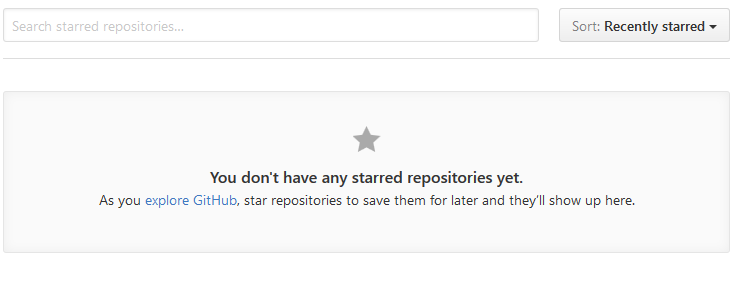 Search starred repositories...
Sort: Recently starred
You don't have any starred repositories yet.
As you explore GitHub, star repositories to save them for later and they'll show up here.